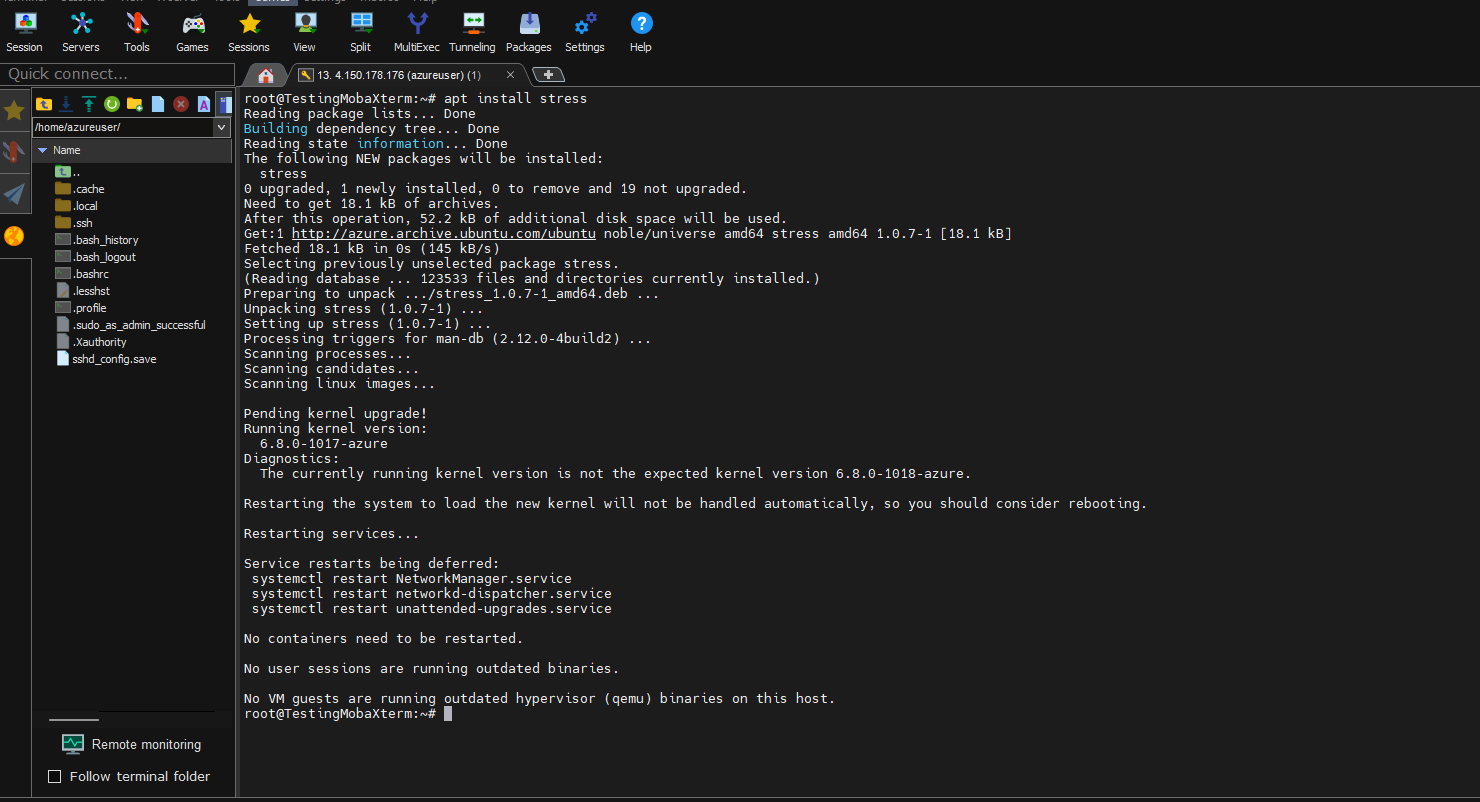 Session Servers Tools Games Sessions View Split MultiExec Tunneling Packages Settings Help
Quick connect...
13. 4.150.178.176 (azureuser) (1)
/home/azureuser/
Name
..
.cache
.local
.ssh
.bash_history
.bash_logout
.bashrc
.lesshst
.profile
.sudo_as_admin_successful
.Xauthority
sshd_config.save
Remote monitoring
Follow terminal folder
root@TestingMobaXterm:~# apt install stress
Reading package lists... Done
Building dependency tree... Done
Reading state information... Done
The following NEW packages will be installed:
  stress
0 upgraded, 1 newly installed, 0 to remove and 19 not upgraded.
Need to get 18.1 kB of archives.
After this operation, 52.2 kB of additional disk space will be used.
Get:1 http://azure.archive.ubuntu.com/ubuntu noble/universe amd64 stress amd64 1.0.7-1 [18.1 kB]
Fetched 18.1 kB in 0s (145 kB/s)
Selecting previously unselected package stress.
(Reading database ... 123533 files and directories currently installed.)
Preparing to unpack .../stress_1.0.7-1_amd64.deb ...
Unpacking stress (1.0.7-1) ...
Setting up stress (1.0.7-1) ...
Processing triggers for man-db (2.12.0-4build2) ...
Scanning processes...
Scanning candidates...
Scanning linux images...
Pending kernel upgrade!
Running kernel version:
  6.8.0-1017-azure
Diagnostics:
  The currently running kernel version is not the expected kernel version 6.8.0-1018-azure.
Restarting the system to load the new kernel will not be handled automatically, so you should consider rebooting.
Restarting services...
Service restarts being deferred:
 systemctl restart NetworkManager.service
 systemctl restart networkd-dispatcher.service
 systemctl restart unattended-upgrades.service
No containers need to be restarted.
No user sessions are running outdated binaries.
No VM guests are running outdated hypervisor (qemu) binaries on this host.
root@TestingMobaXterm:~#